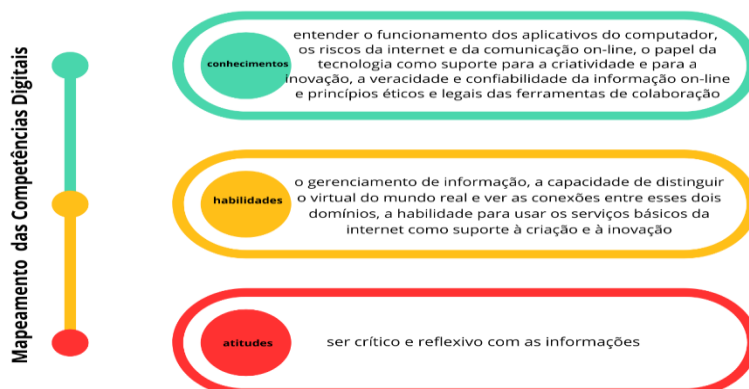 Mapeamento das Competências Digitais
conhecimentos
entender o funcionamento dos aplicativos do computador,
os riscos da internet e da comunicação on-line, o papel da
tecnologia como suporte para a criatividade e para a
inovação, a veracidade e confiabilidade da informação on-line
e princípios éticos e legais das ferramentas de colaboração
habilidades
o gerenciamento de informação, a capacidade de distinguir
o virtual do mundo real e ver as conexões entre esses dois
domínios, a habilidade para usar os serviços básicos da
internet como suporte à criação e à inovação
atitudes
ser crítico e reflexivo com as informações